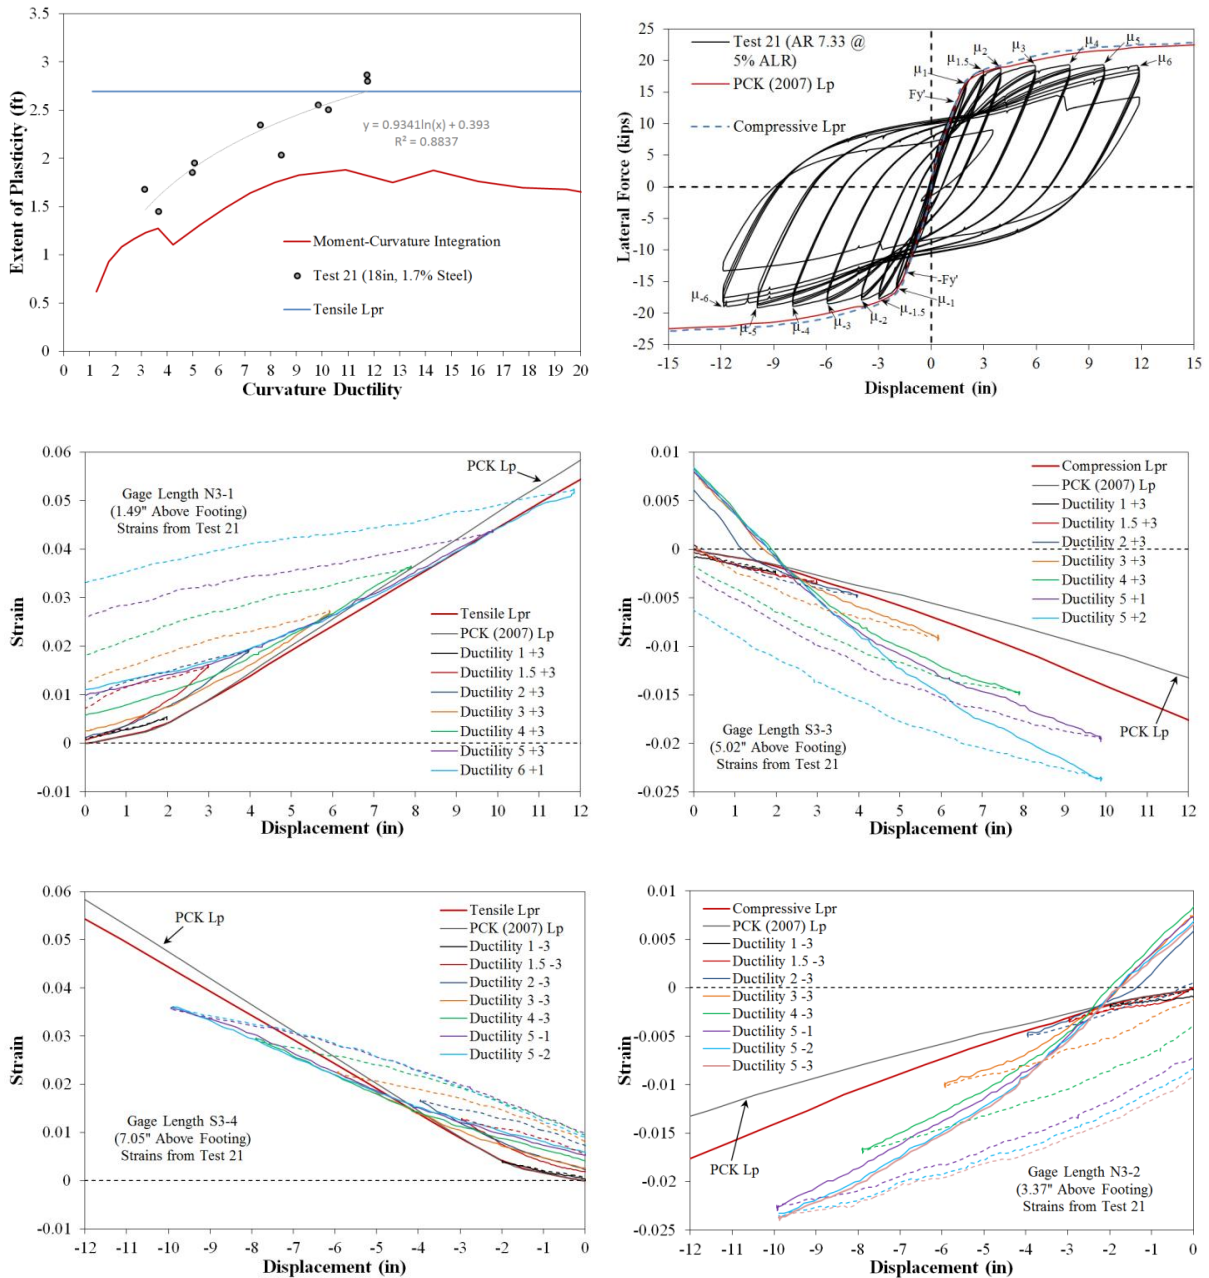 3.5
3
2.5
2
1.5
1
0.5
0
Extent of Plasticity (ft)
y = 0.9341ln(x) + 0.393
R² = 0.8837
Moment-Curvature Integration
Test 21 (18in, 1.7% Steel)
Tensile Lpr
0 1 2 3 4 5 6 7 8 9 10 11 12 13 14 15 16 17 18 19 20
Curvature Ductility
25
20
15
10
5
0
-5
-10
-15
-20
-25
Lateral Force (kips)
Test 21 (AR 7.33 @
5% ALR)
PCK (2007) Lp
Compressive Lpr
μ1
μ1.5
μ2
μ3
μ4
μ5
μ6
Fy'
-Fy'
μ-1
μ-1.5
μ-2
μ-3
μ-4
μ-5
μ-6
-15 -12 -9 -6 -3 0 3 6 9 12 15
Displacement (in)
0.06
0.05
0.04
0.03
0.02
0.01
0
-0.01
Strain
PCK Lp
Gage Length N3-1
(1.49" Above Footing)
Strains from Test 21
Tensile Lpr
PCK (2007) Lp
Ductility 1 +3
Ductility 1.5 +3
Ductility 2 +3
Ductility 3 +3
Ductility 4 +3
Ductility 5 +3
Ductility 6 +1
0 1 2 3 4 5 6 7 8 9 10 11 12
Displacement (in)
0.01
0.005
0
-0.005
-0.01
-0.015
-0.02
-0.025
Strain
Compression Lpr
PCK (2007) Lp
Ductility 1 +3
Ductility 1.5 +3
Ductility 2 +3
Ductility 3 +3
Ductility 4 +3
Ductility 5 +1
Ductility 5 +2
PCK Lp
Gage Length S3-3
(5.02" Above Footing)
Strains from Test 21
0 1 2 3 4 5 6 7 8 9 10 11 12
Displacement (in)
0.06
0.05
0.04
0.03
0.02
0.01
0
-0.01
Strain
PCK Lp
Tensile Lpr
PCK (2007) Lp
Ductility 1 -3
Ductility 1.5 -3
Ductility 2 -3
Ductility 3 -3
Ductility 4 -3
Ductility 5 -1
Ductility 5 -2
Gage Length S3-4
(7.05" Above Footing)
Strains from Test 21
-12 -11 -10 -9 -8 -7 -6 -5 -4 -3 -2 -1 0
Displacement (in)
0.01
0.005
0
-0.005
-0.01
-0.015
-0.02
-0.025
Strain
Compressive Lpr
PCK (2007) Lp
Ductility 1 -3
Ductility 1.5 -3
Ductility 2 -3
Ductility 3 -3
Ductility 4 -3
Ductility 5 -1
Ductility 5 -2
Ductility 5 -3
PCK Lp
Gage Length N3-2
(3.37" Above Footing)
Strains from Test 21
-12 -11 -10 -9 -8 -7 -6 -5 -4 -3 -2 -1 0
Displacement (in)